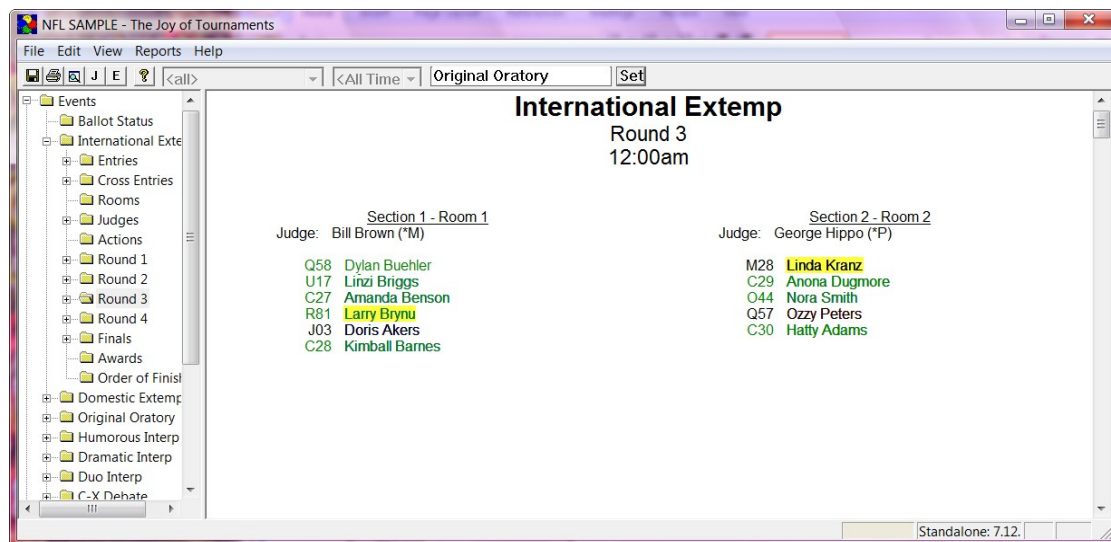 NFL SAMPLE - The Joy of Tournaments
File Edit View Reports Help
J E ? <all> <All Time Original Oratory Set
Events
Ballot Status
International Exte
Entries
Cross Entries
Rooms
Judges
Actions
Round 1
Round 2
Round 3
Round 4
Finals
Awards
Order of Finish
Domestic Extemp
Original Oratory
Humorous Interp
Dramatic Interp
Duo Interp
C-X Debate
International Extemp
Round 3
12:00am
Section 1 - Room 1
Judge: Bill Brown (*M)
Q58 Dylan Buehler
U17 Linzi Briggs
C27 Amanda Benson
R81 Larry Brynu
J03 Doris Akers
C28 Kimball Barnes
Section 2 - Room 2
Judge: George Hippo (*P)
M28 Linda Kranz
C29 Anona Dugmore
O44 Nora Smith
Q57 Ozzy Peters
C30 Hatty Adams
Standalone: 7.12.